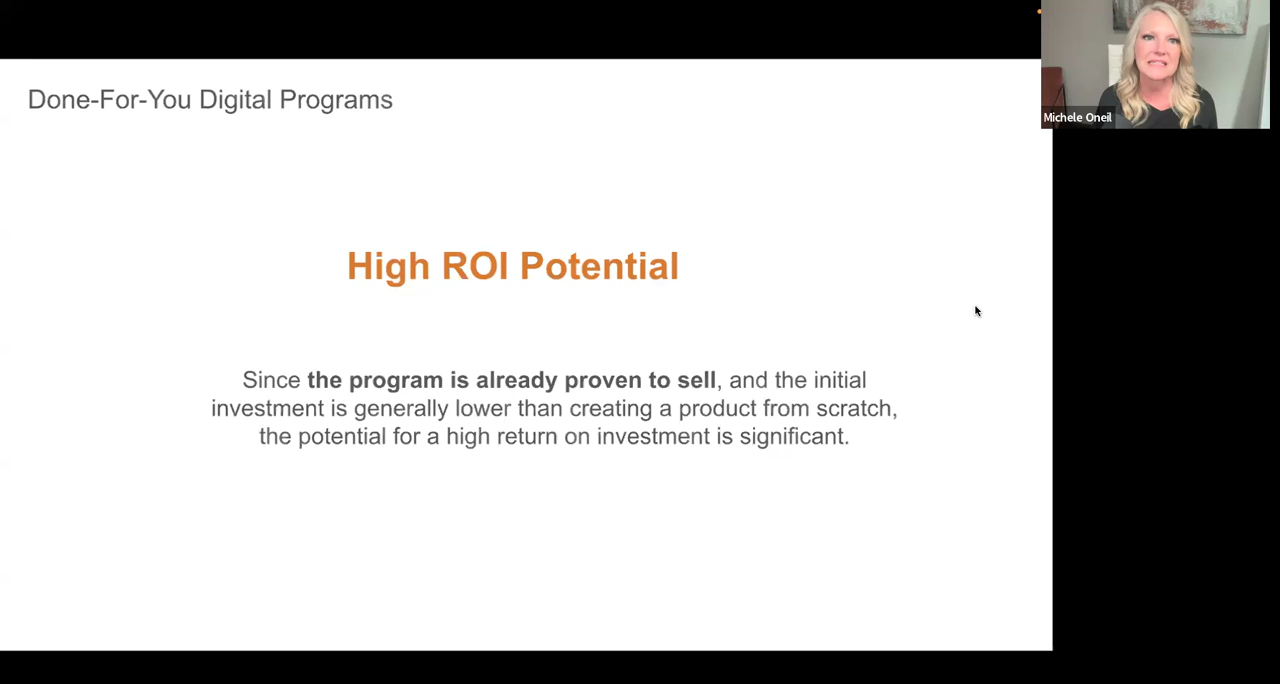 Done-For-You Digital Programs
Michele Oneil
High ROI Potential
Since the program is already proven to sell, and the initial
investment is generally lower than creating a product from scratch,
the potential for a high return on investment is significant.